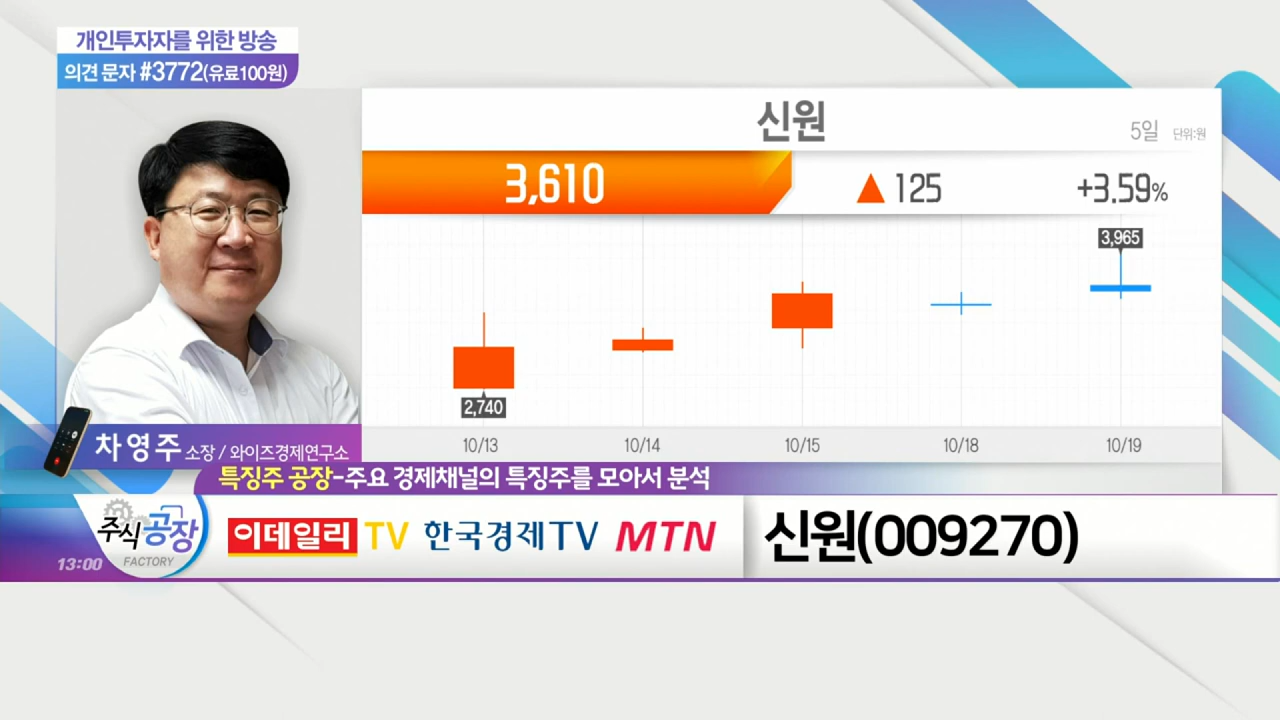 개인투자자를 위한 방송
의견 문자 #3772(유료100원)
신원
5일 단위:원
3,610 ▲ 125 +3.59%
3,965
2,740
10/13 10/14 10/15 10/18 10/19
차영주 소장 / 와이즈경제연구소
특징주 공장-주요 경제채널의 특징주를 모아서 분석
주식공장
FACTORY
13:00
이데일리 TV 한국경제TV MTN
신원(009270)